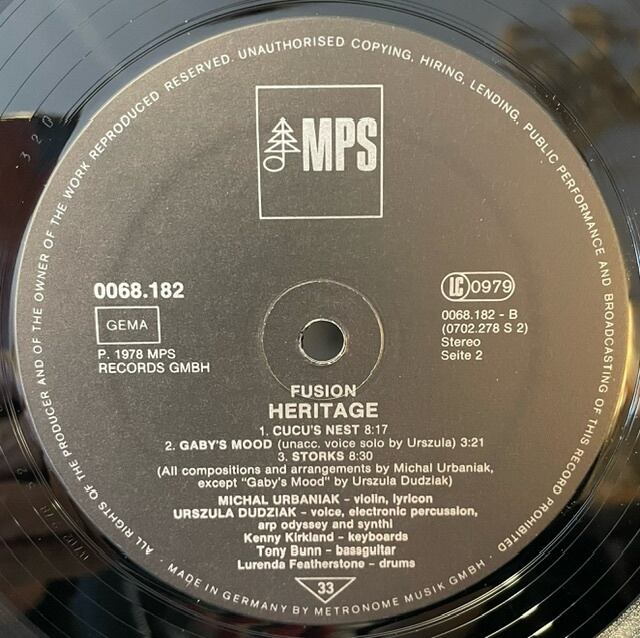 ALL RIGHTS OF THE PRODUCER AND OF THE OWNER OF THE WORK REPRODUCED RESERVED. UNAUTHORISED COPYING, HIRING, LENDING, PUBLIC PERFORMANCE AND BROADCASTING OF THIS RECORD PROHIBITED
MPS
0068.182
GEMA
P. 1978 MPS
RECORDS GMBH
LC 0979
0068.182 - B
(0702.278 S 2)
Stereo
Seite 2
FUSION
HERITAGE
1. CUCU'S NEST 8:17
2. GABY'S MOOD (unacc. voice solo by Urszula) 3:21
3. STORKS 8:30
(All compositions and arrangements by Michal Urbaniak,
except "Gaby's Mood" by Urszula Dudziak)
MICHAL URBANIAK – violin, lyricon
URSZULA DUDZIAK – voice, electronic percussion,
arp odyssey and synthi
Kenny Kirkland – keyboards
Tony Bunn – bassguitar
Lurenda Featherstone – drums
33
· MADE IN GERMANY BY METRONOME MUSIK GMBH ·
320